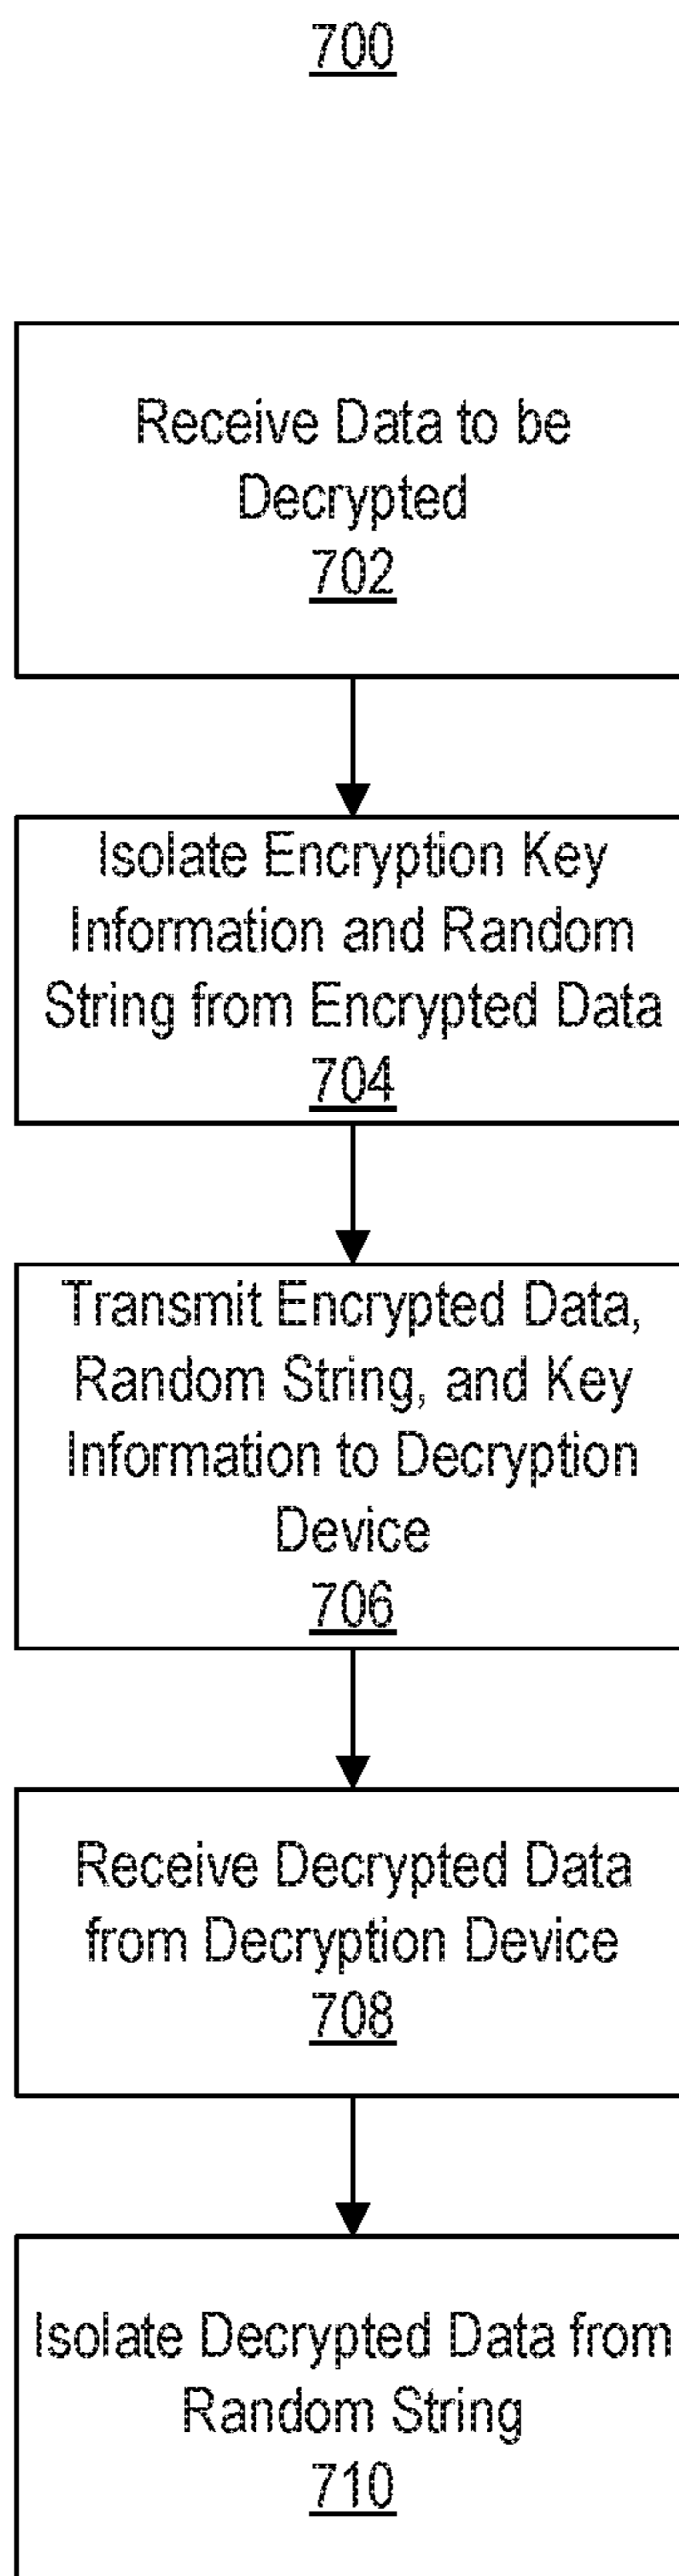 700
Receive Data to be
Decrypted
702
Isolate Encryption Key
Information and Random
String from Encrypted Data
704
Transmit Encrypted Data,
Random String, and Key
Information to Decryption
Device
706
Receive Decrypted Data
from Decryption Device
708
Isolate Decrypted Data from
Random String
710